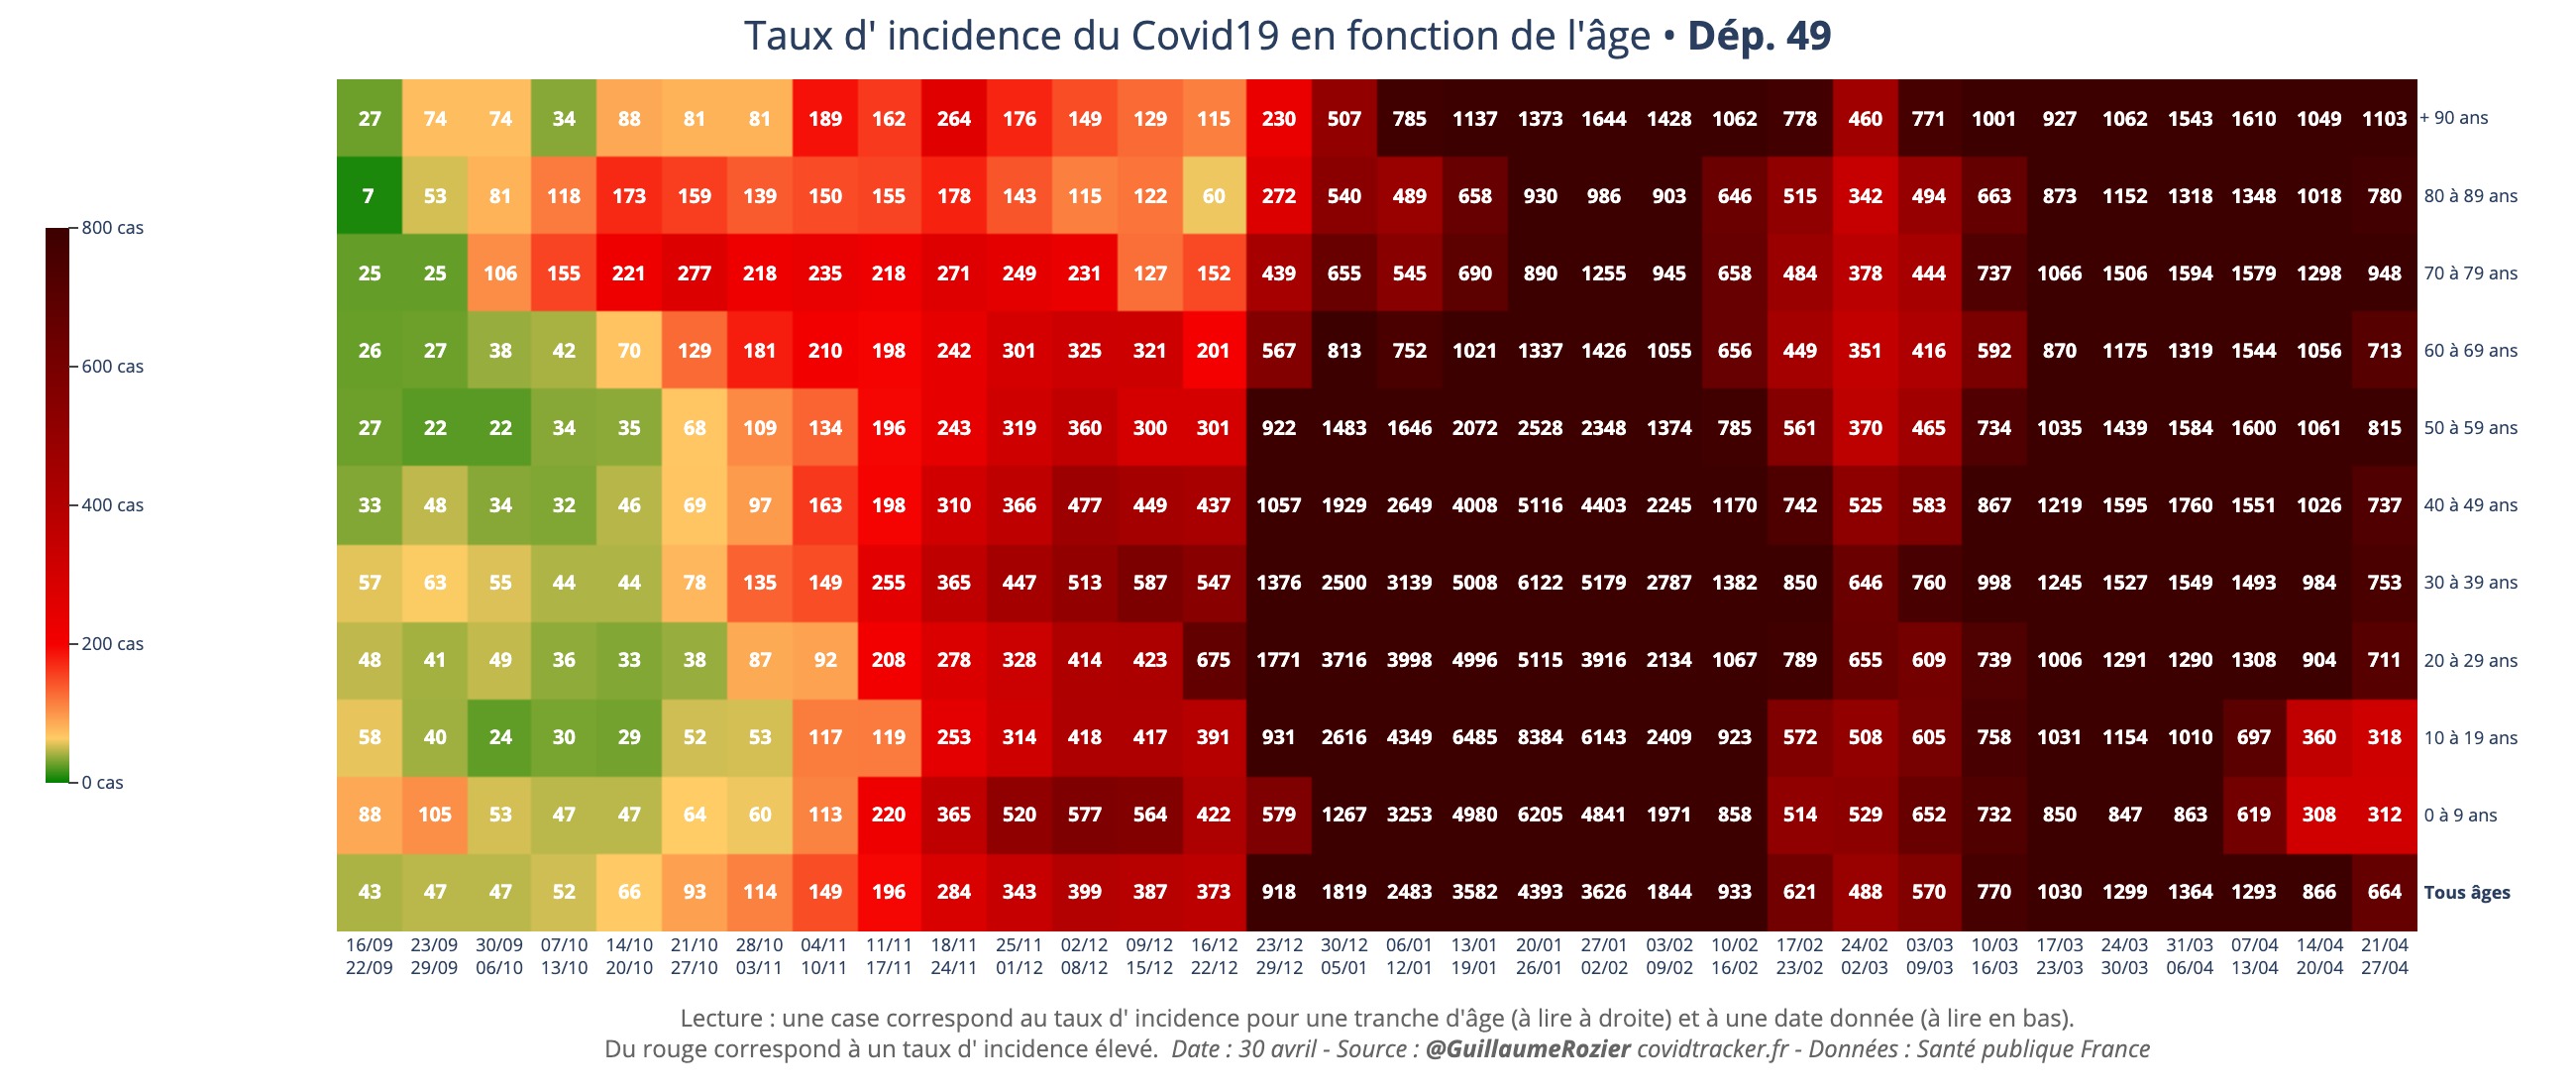 Taux d' incidence du Covid19 en fonction de l'âge • Dép. 49
800 cas
600 cas
400 cas
200 cas
0 cas
27 74 74 34 88 81 81 189 162 264 176 149 129 115 230 507 785 1137 1373 1644 1428 1062 778 460 771 1001 927 1062 1543 1610 1049 1103 + 90 ans
7 53 81 118 173 159 139 150 155 178 143 115 122 60 272 540 489 658 930 986 903 646 515 342 494 663 873 1152 1318 1348 1018 780 80 à 89 ans
25 25 106 155 221 277 218 235 218 271 249 231 127 152 439 655 545 690 890 1255 945 658 484 378 444 737 1066 1506 1594 1579 1298 948 70 à 79 ans
26 27 38 42 70 129 181 210 198 242 301 325 321 201 567 813 752 1021 1337 1426 1055 656 449 351 416 592 870 1175 1319 1544 1056 713 60 à 69 ans
27 22 22 34 35 68 109 134 196 243 319 360 300 301 922 1483 1646 2072 2528 2348 1374 785 561 370 465 734 1035 1439 1584 1600 1061 815 50 à 59 ans
33 48 34 32 46 69 97 163 198 310 366 477 449 437 1057 1929 2649 4008 5116 4403 2245 1170 742 525 583 867 1219 1595 1760 1551 1026 737 40 à 49 ans
57 63 55 44 44 78 135 149 255 365 447 513 587 547 1376 2500 3139 5008 6122 5179 2787 1382 850 646 760 998 1245 1527 1549 1493 984 753 30 à 39 ans
48 41 49 36 33 38 87 92 208 278 328 414 423 675 1771 3716 3998 4996 5115 3916 2134 1067 789 655 609 739 1006 1291 1290 1308 904 711 20 à 29 ans
58 40 24 30 29 52 53 117 119 253 314 418 417 391 931 2616 4349 6485 8384 6143 2409 923 572 508 605 758 1031 1154 1010 697 360 318 10 à 19 ans
88 105 53 47 47 64 60 113 220 365 520 577 564 422 579 1267 3253 4980 6205 4841 1971 858 514 529 652 732 850 847 863 619 308 312 0 à 9 ans
43 47 47 52 66 93 114 149 196 284 343 399 387 373 918 1819 2483 3582 4393 3626 1844 933 621 488 570 770 1030 1299 1364 1293 866 664 Tous âges
16/09 23/09 30/09 07/10 14/10 21/10 28/10 04/11 11/11 18/11 25/11 02/12 09/12 16/12 23/12 30/12 06/01 13/01 20/01 27/01 03/02 10/02 17/02 24/02 03/03 10/03 17/03 24/03 31/03 07/04 14/04 21/04
22/09 29/09 06/10 13/10 20/10 27/10 03/11 10/11 17/11 24/11 01/12 08/12 15/12 22/12 29/12 05/01 12/01 19/01 26/01 02/02 09/02 16/02 23/02 02/03 09/03 16/03 23/03 30/03 06/04 13/04 20/04 27/04
Lecture : une case correspond au taux d' incidence pour une tranche d'âge (à lire à droite) et à une date donnée (à lire en bas).
Du rouge correspond à un taux d' incidence élevé. Date : 30 avril - Source : @GuillaumeRozier covidtracker.fr - Données : Santé publique France